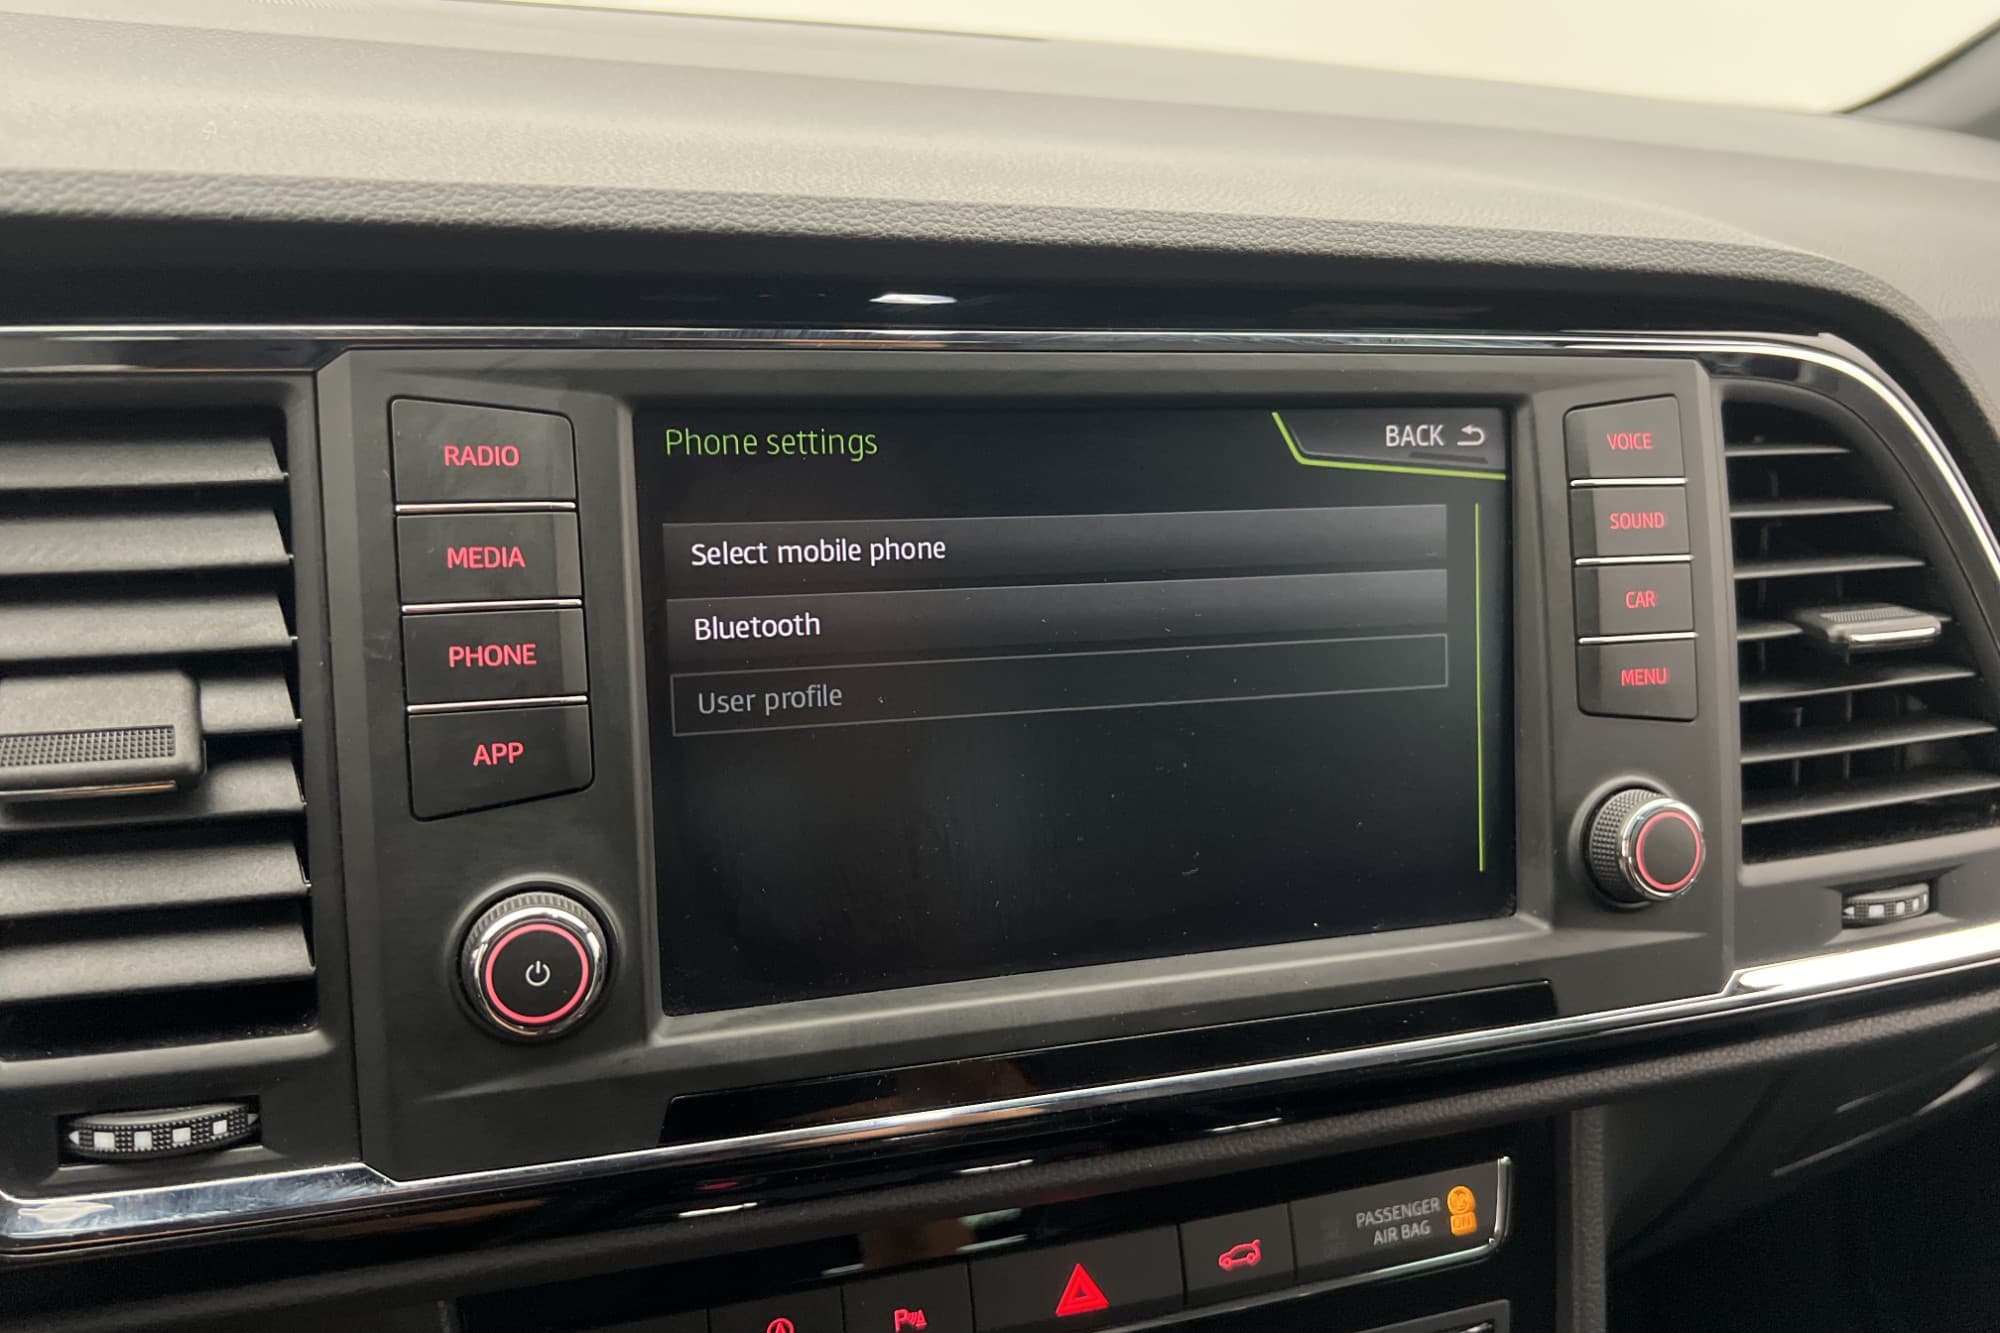 RADIO
MEDIA
PHONE
APP
Phone settings
BACK
Select mobile phone
Bluetooth
User profile
VOICE
SOUND
CAR
MENU
PASSENGER
AIR BAG
ON
A
P